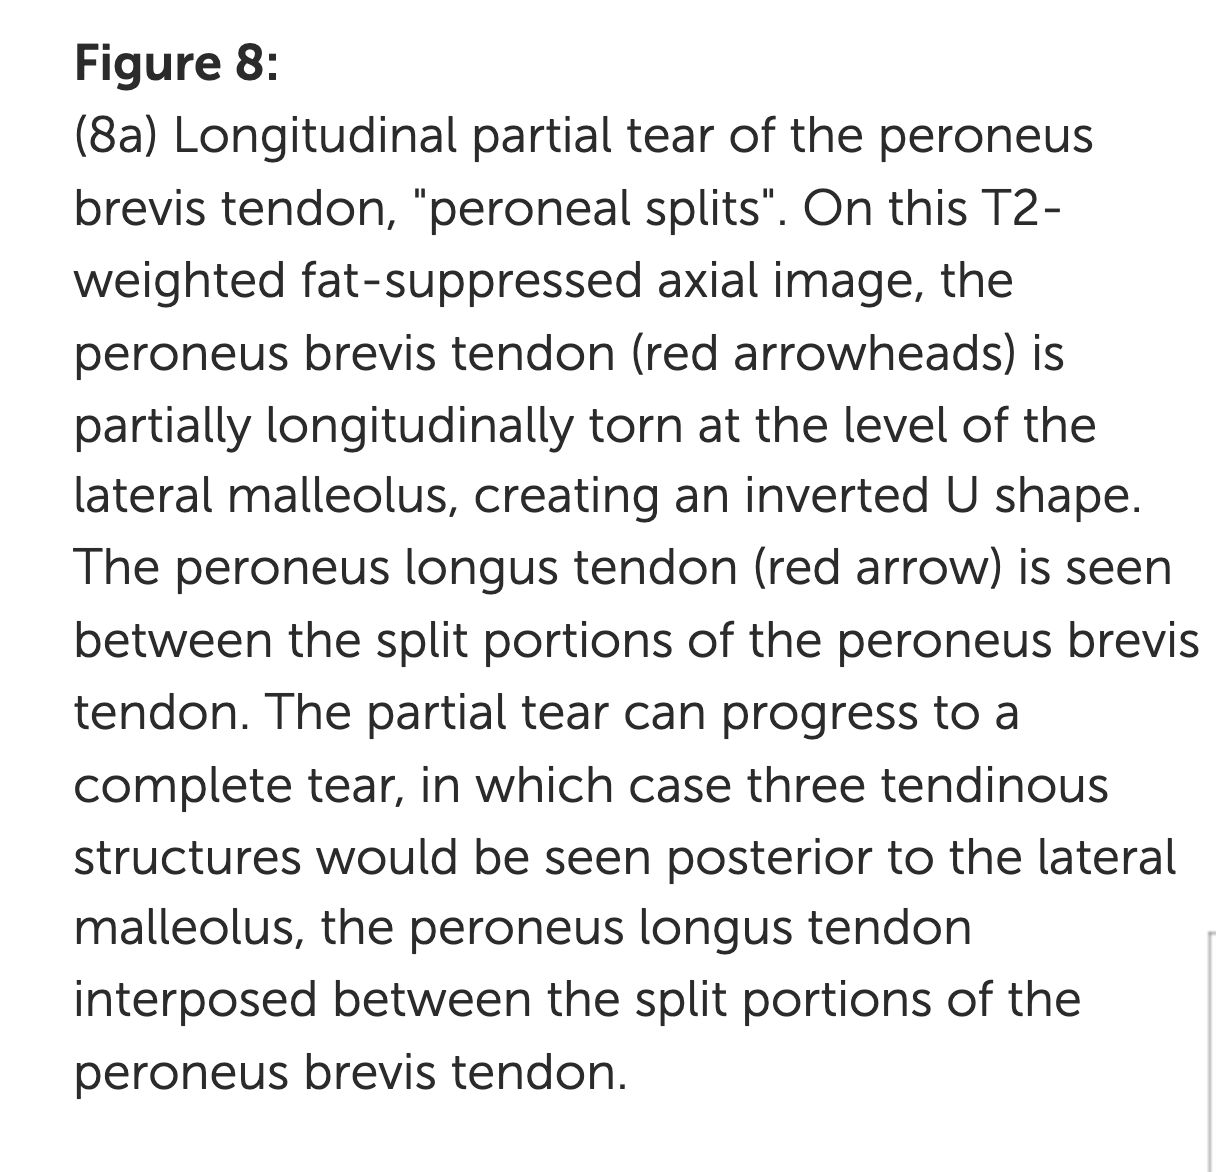 Figure 8:
(8a) Longitudinal partial tear of the peroneus
brevis tendon, "peroneal splits". On this T2-
weighted fat-suppressed axial image, the
peroneus brevis tendon (red arrowheads) is
partially longitudinally torn at the level of the
lateral malleolus, creating an inverted U shape.
The peroneus longus tendon (red arrow) is seen
between the split portions of the peroneus brevis
tendon. The partial tear can progress to a
complete tear, in which case three tendinous
structures would be seen posterior to the lateral
malleolus, the peroneus longus tendon
interposed between the split portions of the
peroneus brevis tendon.